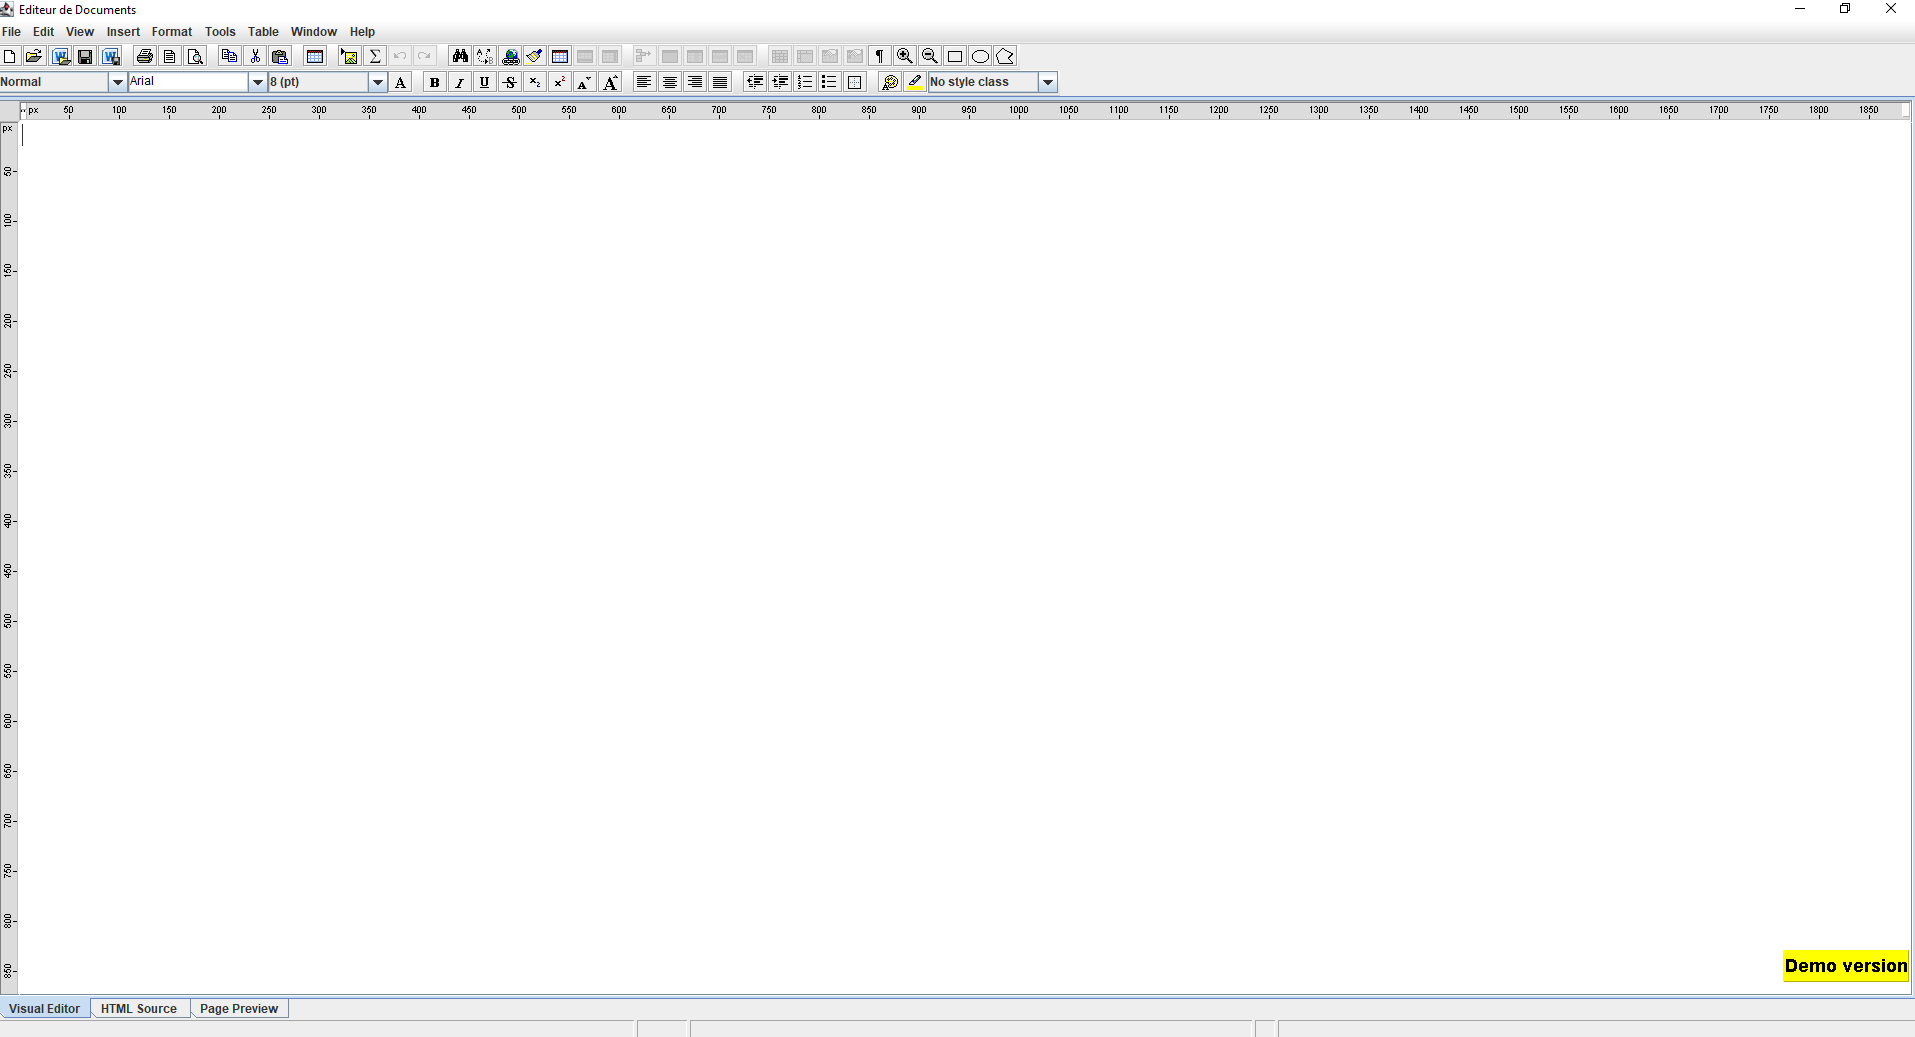 Editeur de Documents
File Edit View Insert Format Tools Table Window Help
Normal Arial 8 (pt) A B I U S x₂ x² A A No style class
px 50 100 150 200 250 300 350 400 450 500 550 600 650 700 750 800 850 900 950 1000 1050 1100 1150 1200 1250 1300 1350 1400 1450 1500 1550 1600 1650 1700 1750 1800 1850
px
50
100
150
200
250
300
350
400
450
500
550
600
650
700
750
800
850
Demo version
Visual Editor HTML Source Page Preview